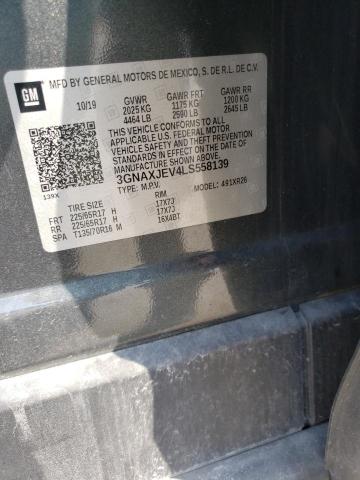 GM
MFD BY GENERAL MOTORS DE MEXICO, S. DE R.L. DE C.V.
10/19 GVWR GAWR FRT GAWR RR
2025 KG 1175 KG 1200 KG
4464 LB 2590 LB 2645 LB
THIS VEHICLE CONFORMS TO ALL
APPLICABLE U.S. FEDERAL MOTOR
VEHICLE SAFETY AND THEFT PREVENTION
STANDARDS IN EFFECT ON THE DATE OF
MANUFACTURE SHOWN ABOVE.
139X
3GNAXJEV4LS558139
TYPE: M.P.V. MODEL: 491XR26
TIRE SIZE RIM
FRT 225/65R17 H 17X7J
RR 225/65R17 H 17X7J
SPA T135/70R16 M 16X4BT